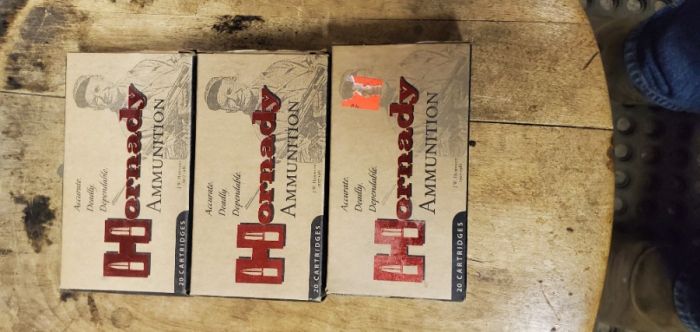 Hornady
AMMUNITION
Accurate.
Deadly.
Dependable.
20 CARTRIDGES
Hornady
AMMUNITION
Accurate.
Deadly.
Dependable.
20 CARTRIDGES
Hornady
AMMUNITION
Accurate.
Deadly.
Dependable.
20 CARTRIDGES